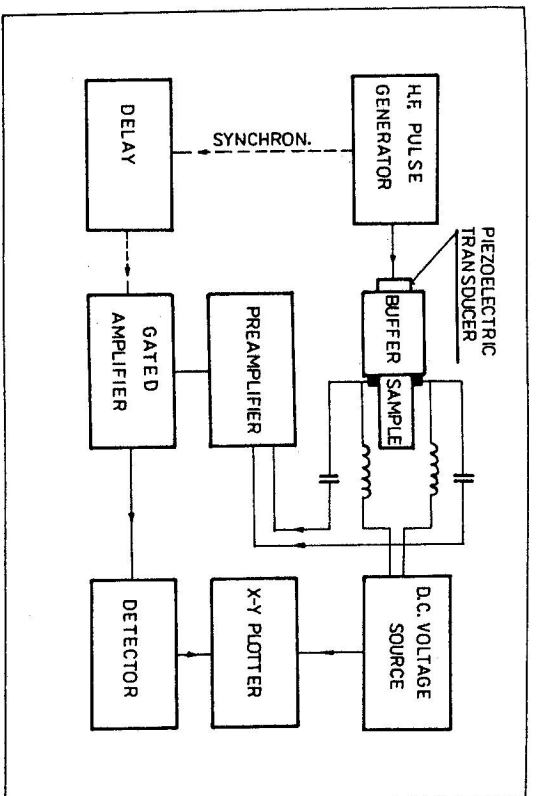 H.F. PULSE
GENERATOR
SYNCHRON.
DELAY
PIEZOELECTRIC
TRANSDUCER
BUFFER
SAMPLE
PREAMPLIFIER
GATED
AMPLIFIER
D.C. VOLTAGE
SOURCE
X-Y PLOTTER
DETECTOR